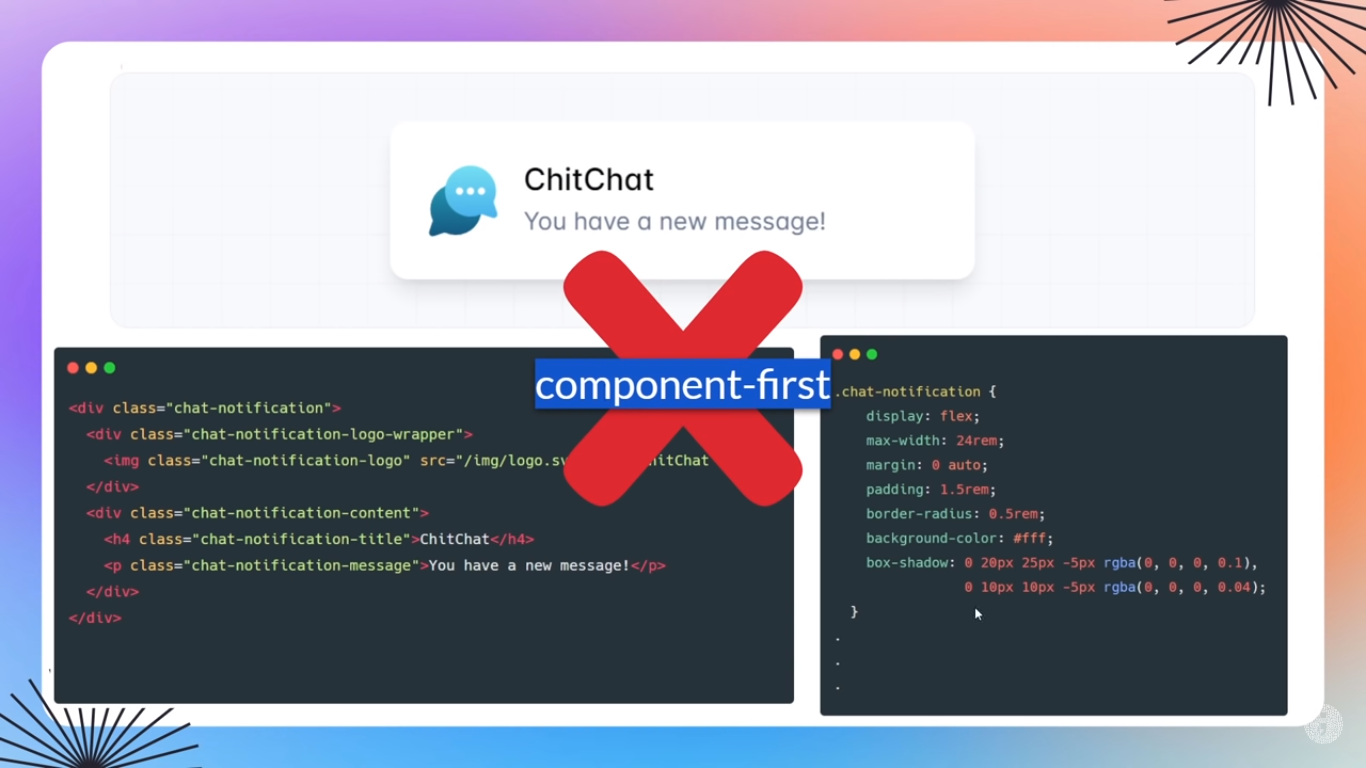 ChitChat
You have a new message!
component-first
<div class="chat-notification">
<div class="chat-notification-logo-wrapper">
<img class="chat-notification-logo" src="/img/logo.sv hitChat
</div>
<div class="chat-notification-content">
<h4 class="chat-notification-title">ChitChat</h4>
<p class="chat-notification-message">You have a new message!</p>
</div>
</div>
.chat-notification {
display: flex;
max-width: 24rem;
margin: 0 auto;
padding: 1.5rem;
border-radius: 0.5rem;
background-color: #fff;
box-shadow: 0 20px 25px -5px rgba(0, 0, 0, 0.1),
0 10px 10px -5px rgba(0, 0, 0, 0.04);
}
.
.
.